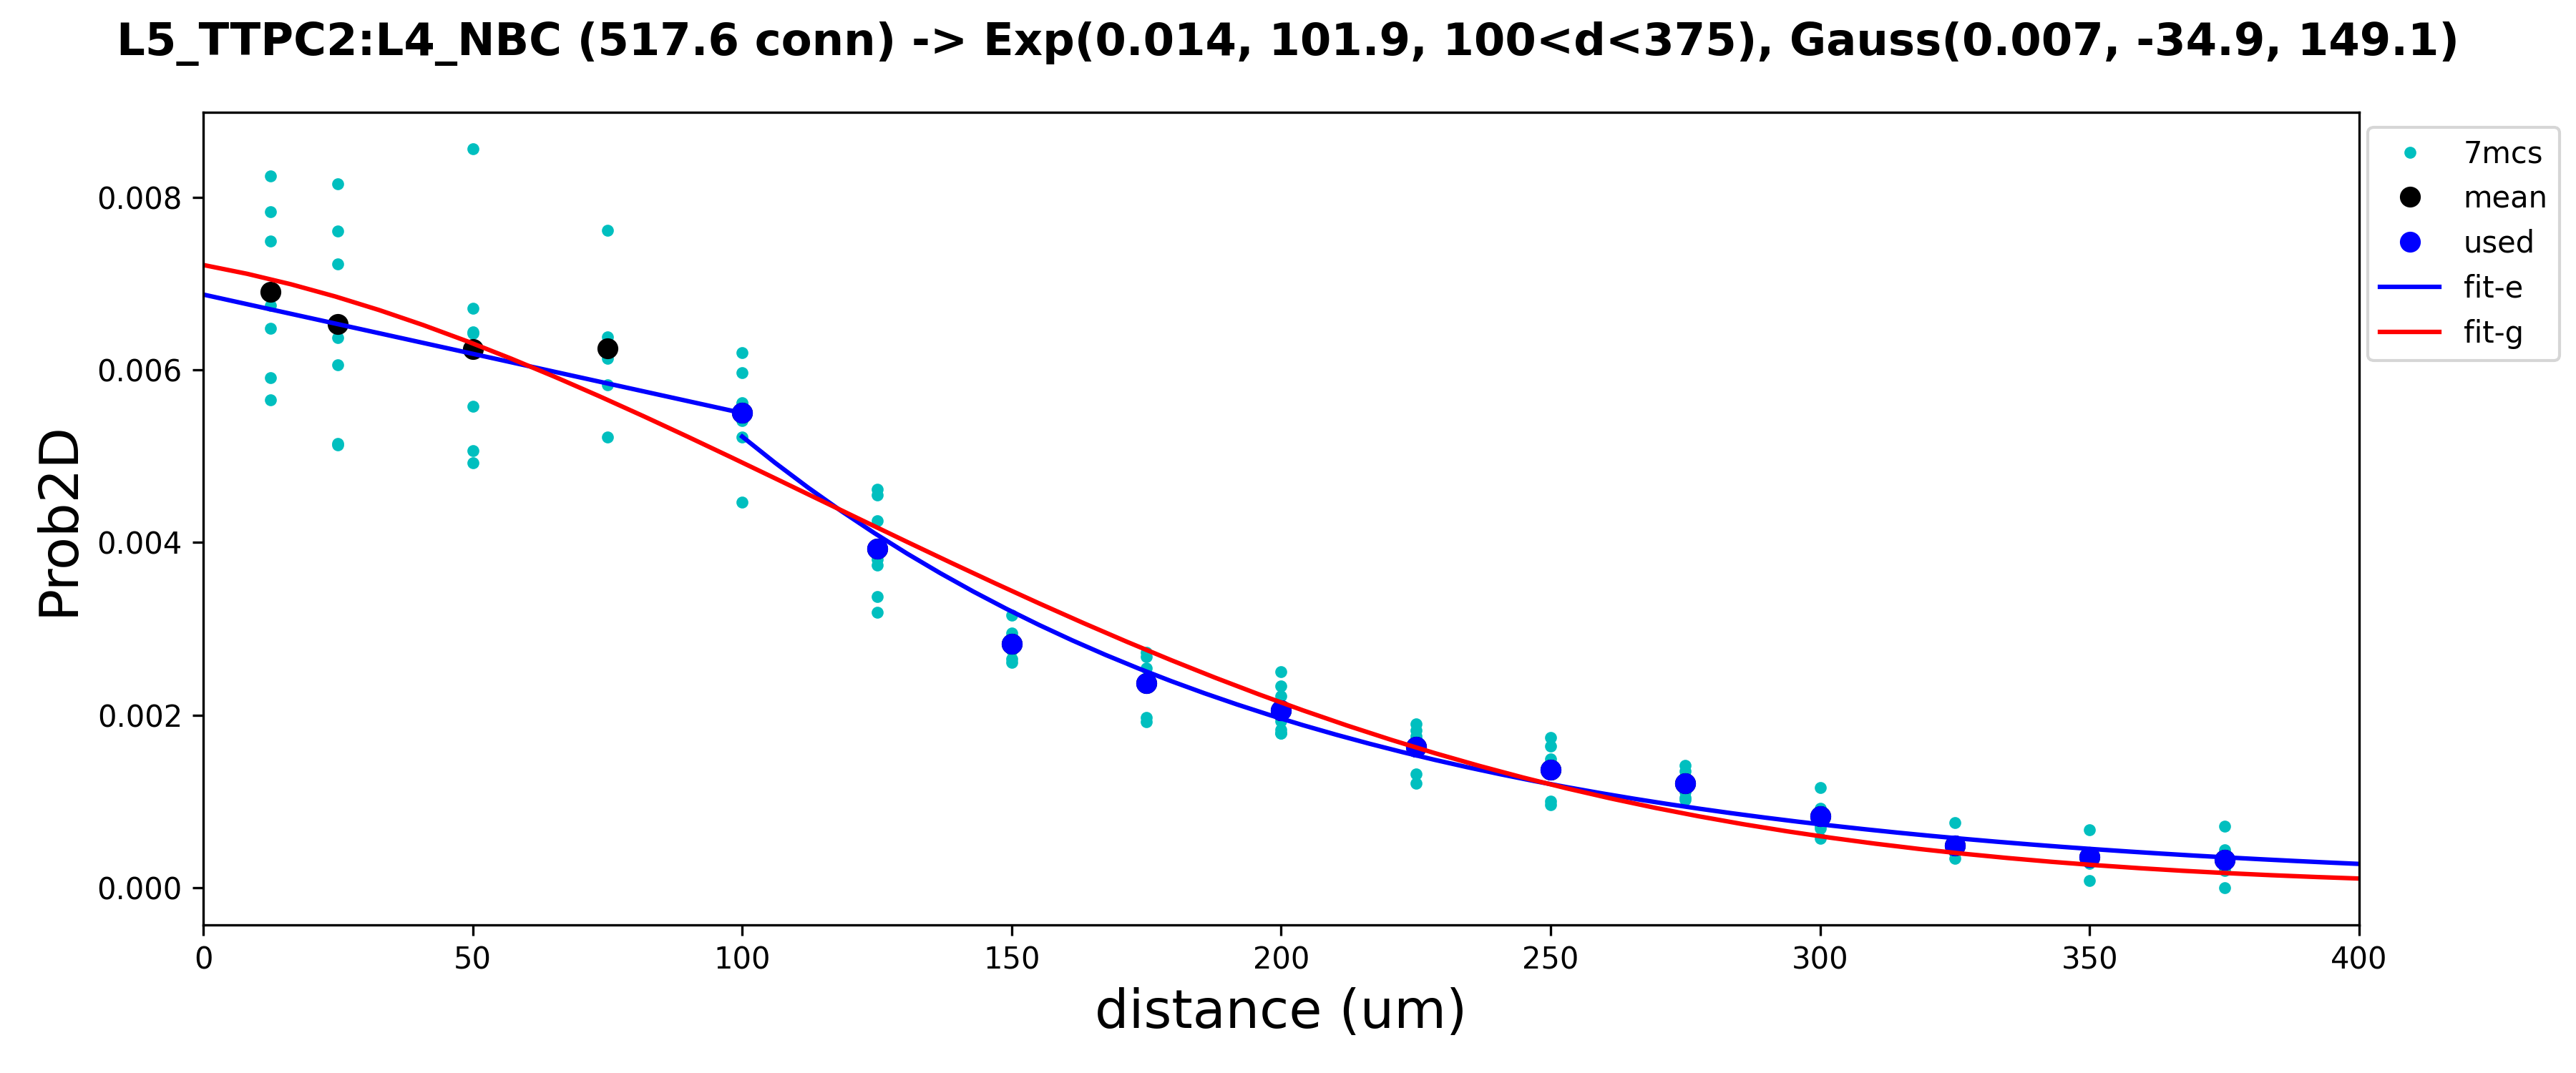 L5_TTPC2:L4_NBC (517.6 conn) -> Exp(0.014, 101.9, 100<d<375), Gauss(0.007, -34.9, 149.1)
7mcs
mean
used
fit-e
fit-g
Prob2D
0.008
0.006
0.004
0.002
0.000
0 50 100 150 200 250 300 350 400
distance (um)